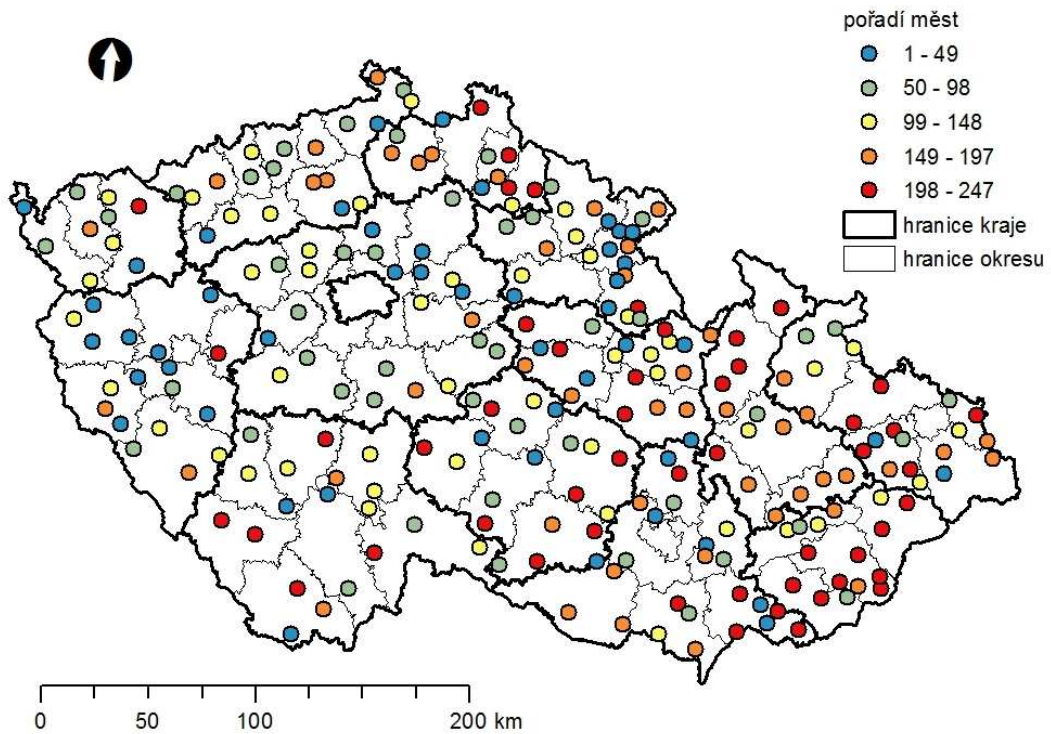 pořadí měst
1 - 49
50 - 98
99 - 148
149 - 197
198 - 247
hranice kraje
hranice okresu
0 50 100 200 km